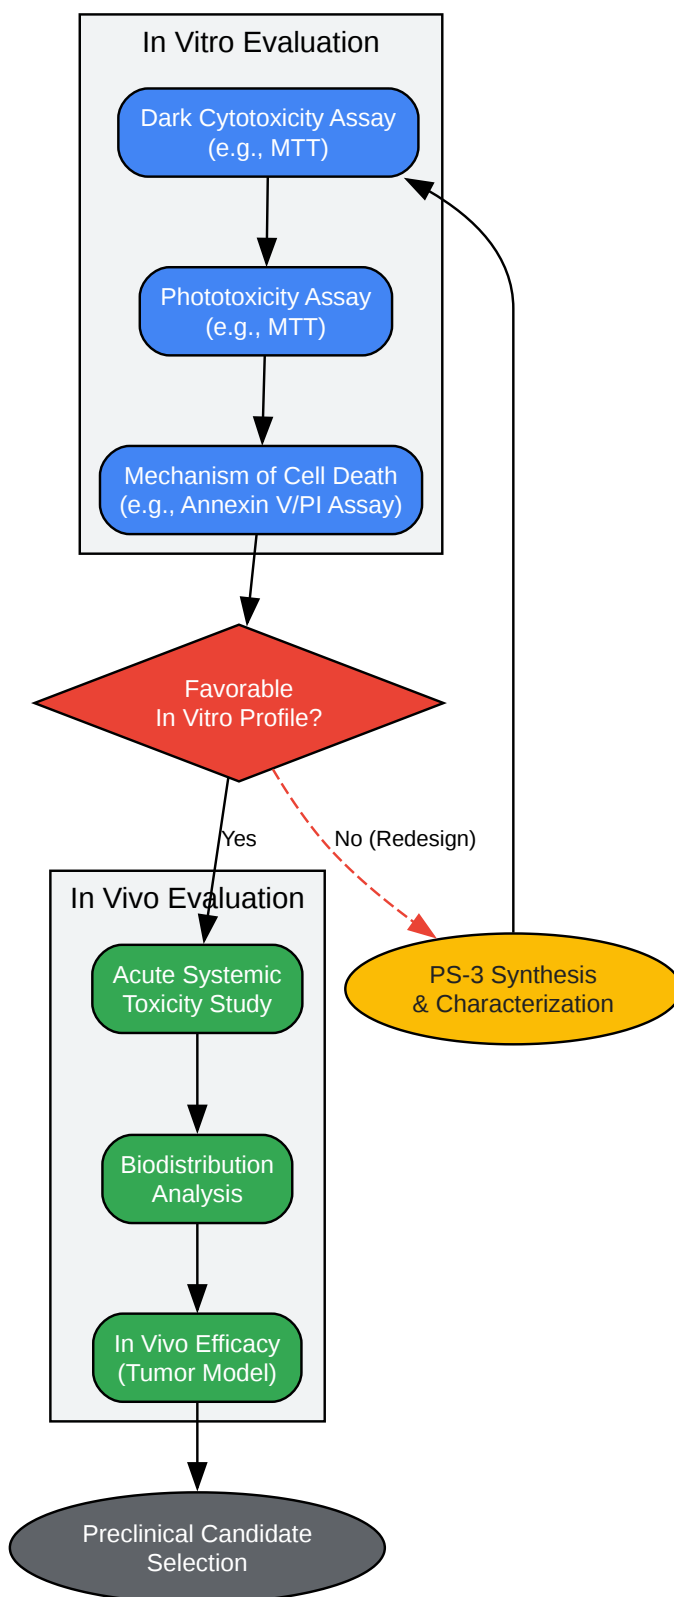 In Vitro Evaluation
Dark Cytotoxicity Assay
(e.g., MTT)
Phototoxicity Assay
(e.g., MTT)
Mechanism of Cell Death
(e.g., Annexin V/PI Assay)
Favorable
In Vitro Profile?
Yes
No (Redesign)
In Vivo Evaluation
Acute Systemic
Toxicity Study
PS-3 Synthesis
& Characterization
Biodistribution
Analysis
In Vivo Efficacy
(Tumor Model)
Preclinical Candidate
Selection